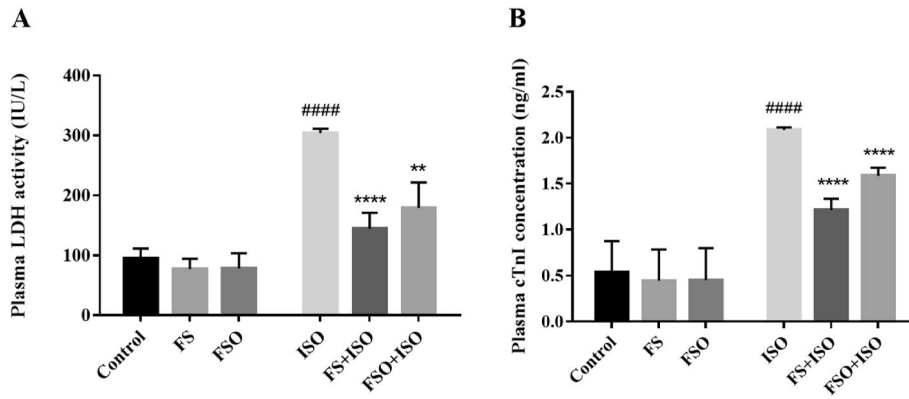 A
Plasma LDH activity (IU/L)
400
300
200
100
0
####
****
**
Control
FS
FSO
ISO
FS+ISO
FSO+ISO
B
Plasma cTnI concentration (ng/ml)
2.5
2.0
1.5
1.0
0.5
0.0
####
****
****
Control
FS
FSO
ISO
FS+ISO
FSO+ISO